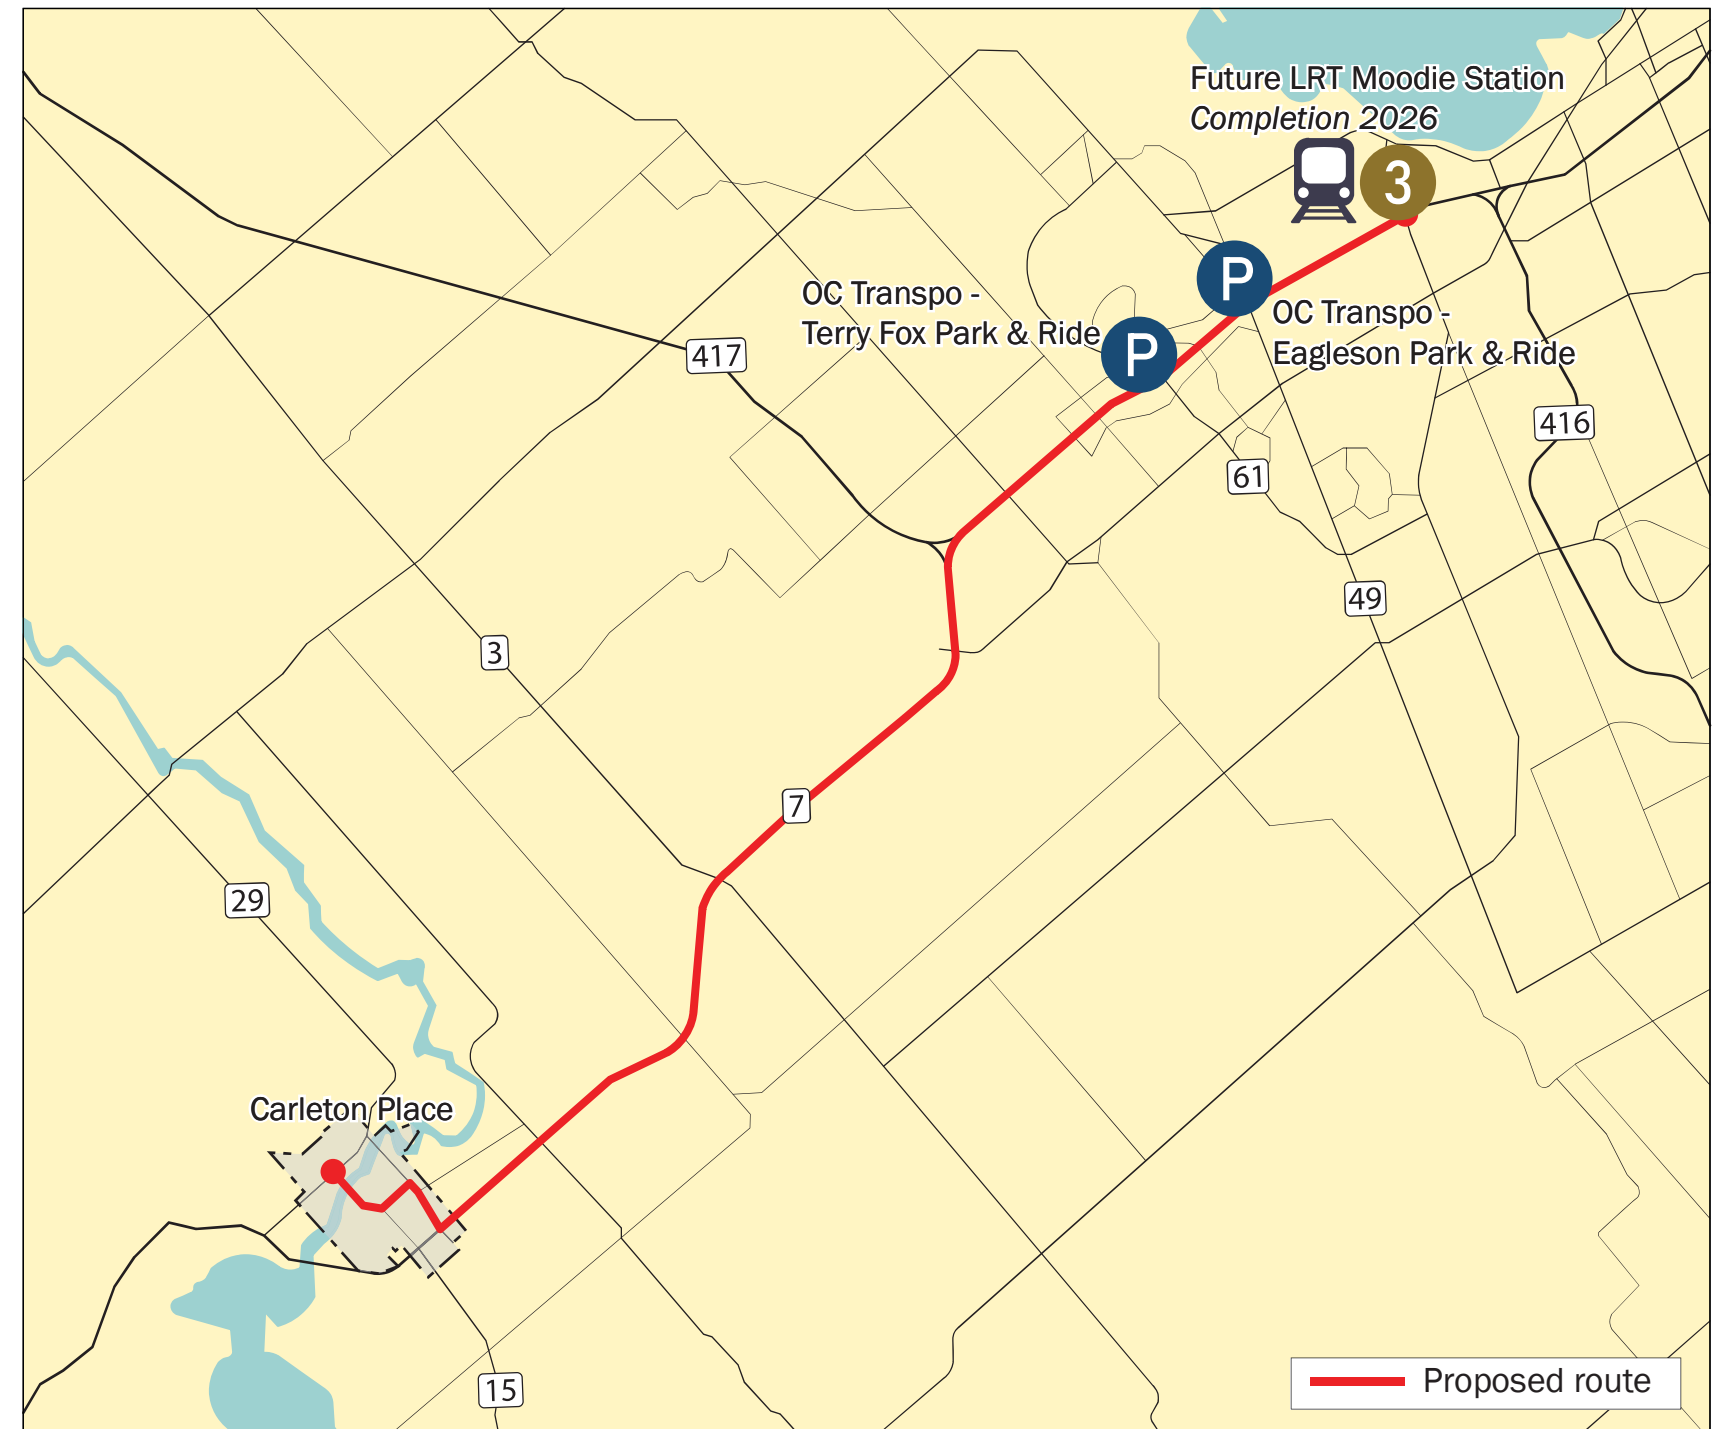 Future LRT Moodie Station
Completion 2026
3
P
OC Transpo -
Terry Fox Park & Ride
P
OC Transpo -
Eagleson Park & Ride
417
416
61
49
3
7
29
Carleton Place
15
Proposed route